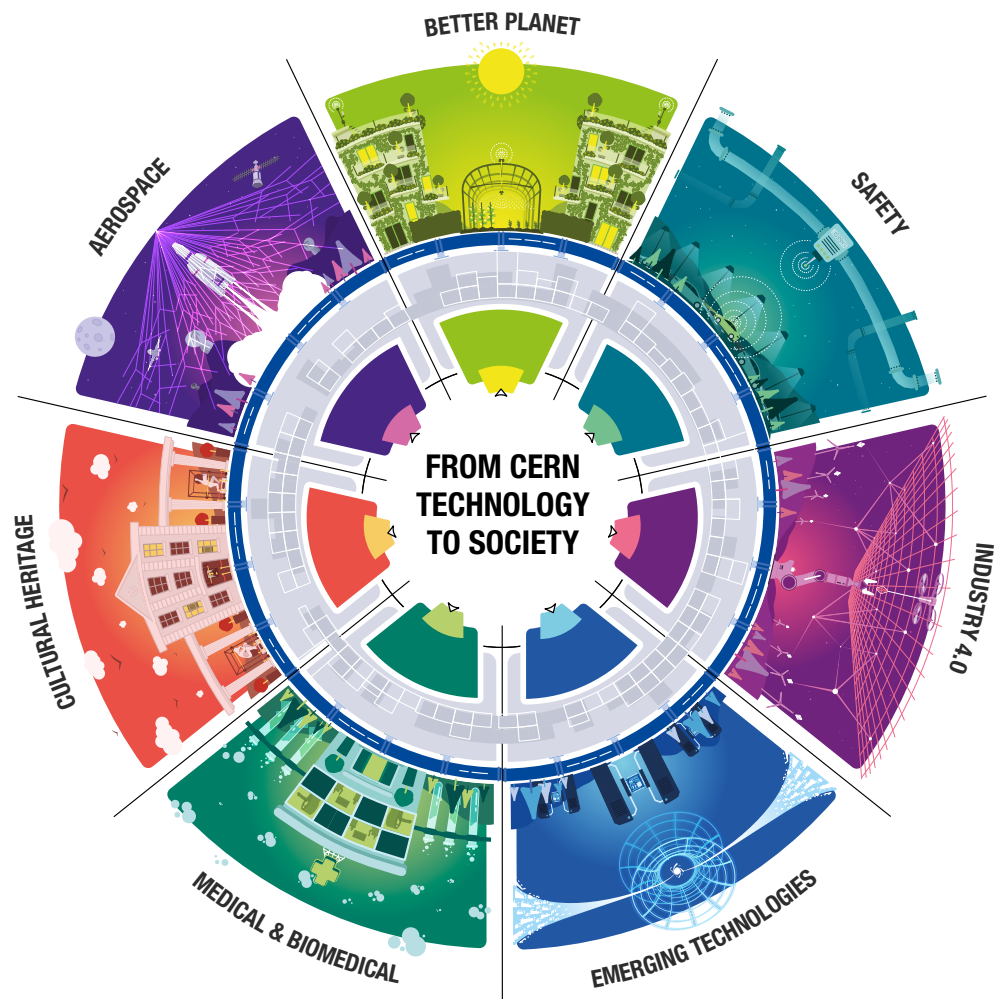 BETTER PLANET
SAFETY
INDUSTRY 4.0
EMERGING TECHNOLOGIES
MEDICAL & BIOMEDICAL
CULTURAL HERITAGE
AEROSPACE
FROM CERN
TECHNOLOGY
TO SOCIETY